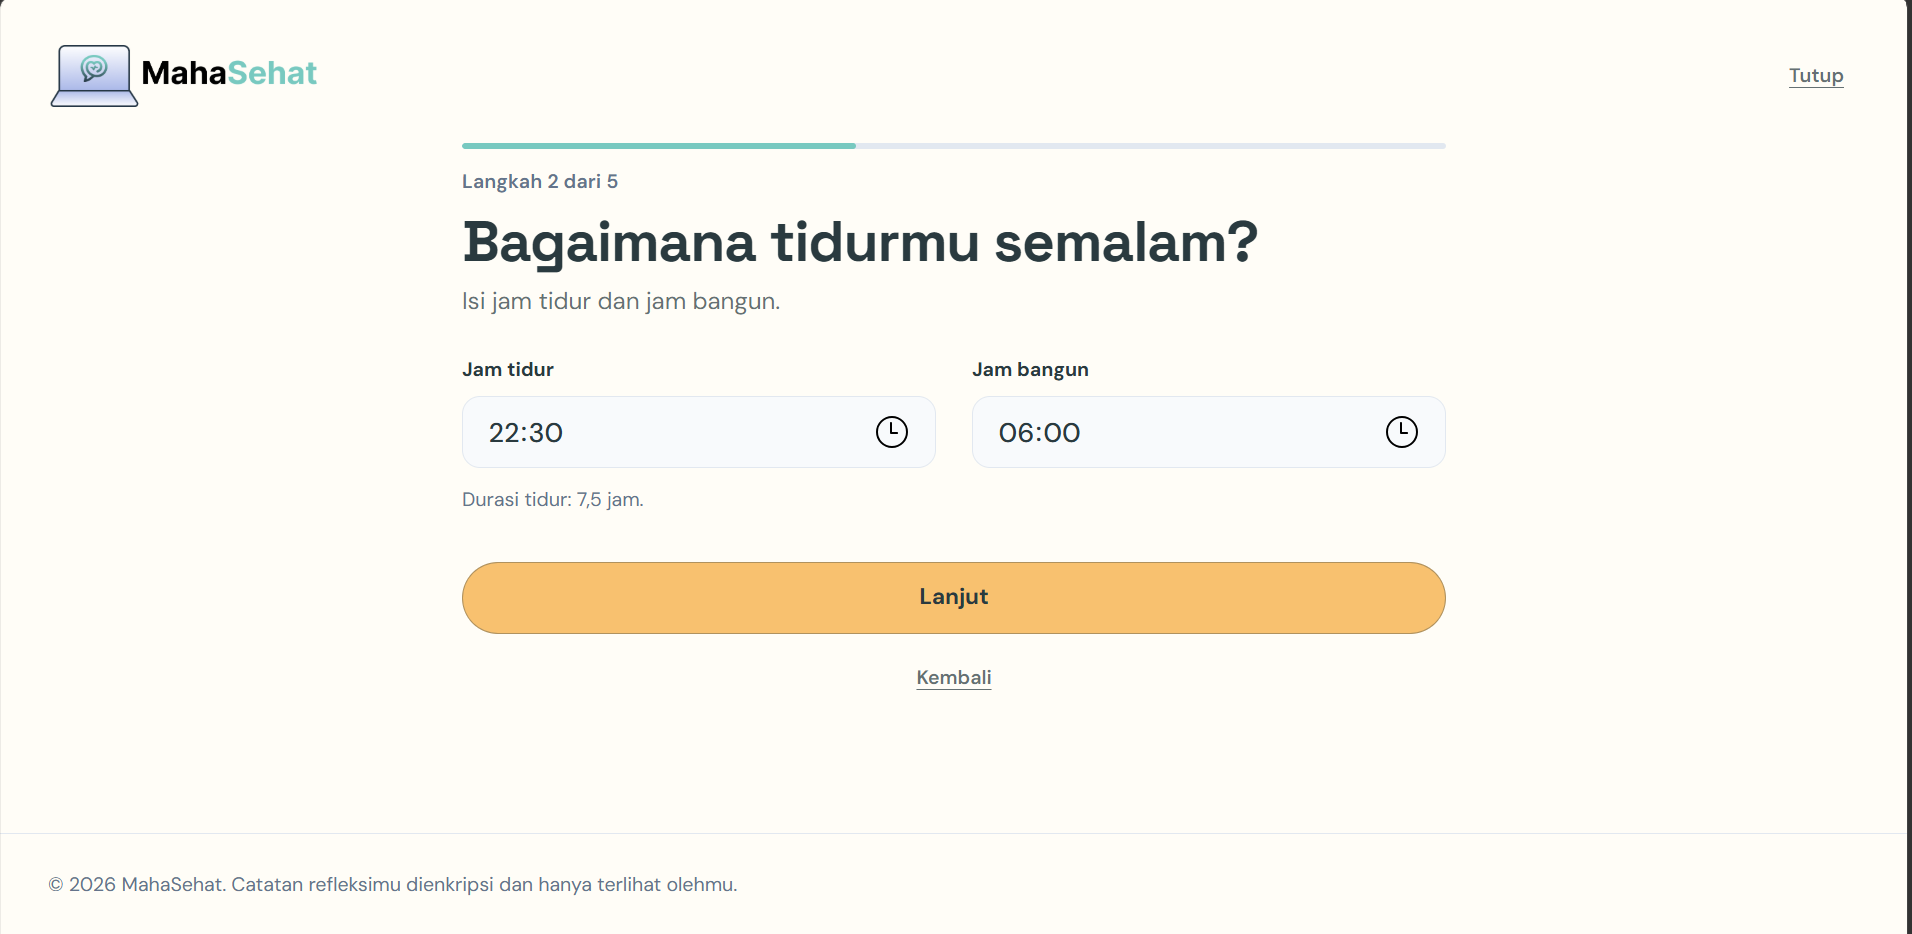 MahaSehat
Tutup
Langkah 2 dari 5
Bagaimana tidurmu semalam?
Isi jam tidur dan jam bangun.
Jam tidur
Jam bangun
22:30
06:00
Durasi tidur: 7,5 jam.
Lanjut
Kembali
© 2026 MahaSehat. Catatan refleksimu dienkripsi dan hanya terlihat olehmu.